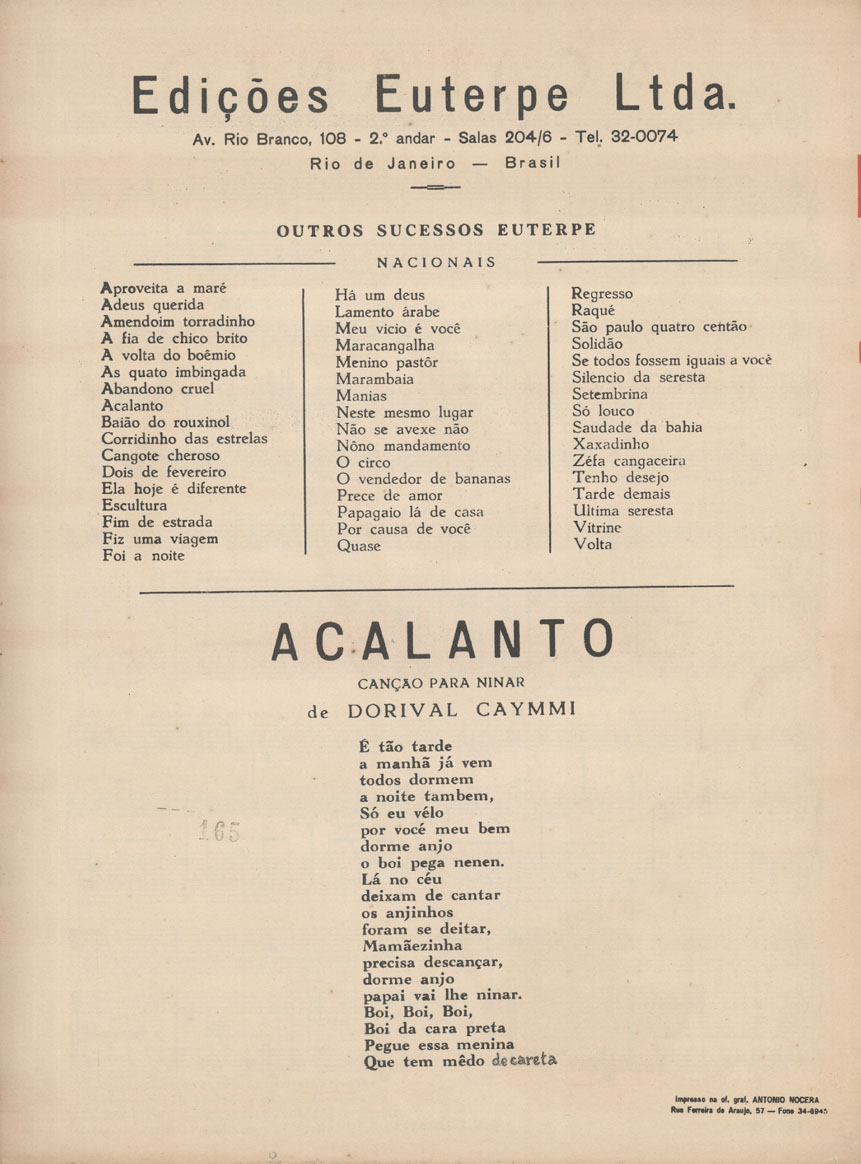 Edições Euterpe Ltda.
Av. Rio Branco, 108 - 2.º andar - Salas 204/6 - Tel. 32-0074
Rio de Janeiro — Brasil
OUTROS SUCESSOS EUTERPE
NACIONAIS
Aproveita a maré
Adeus querida
Amendoim torradinho
A fia de chico brito
A volta do boêmio
As quato imbingada
Abandono cruel
Acalanto
Baião do rouxinol
Corridinho das estrelas
Cangote cheroso
Dois de fevereiro
Ela hoje é diferente
Escultura
Fim de estrada
Fiz uma viagem
Foi a noite
Há um deus
Lamento árabe
Meu vicio é você
Maracangalha
Menino pastôr
Marambaia
Manias
Neste mesmo lugar
Não se avexe não
Nôno mandamento
O circo
O vendedor de bananas
Prece de amor
Papagaio lá de casa
Por causa de você
Quase
Regresso
Raqué
São paulo quatro centão
Solidão
Se todos fossem iguais a você
Silencio da seresta
Setembrina
Só louco
Saudade da bahia
Xaxadinho
Zéfa cangaceira
Tenho desejo
Tarde demais
Ultima seresta
Vitrine
Volta
ACALANTO
CANÇÃO PARA NINAR
de DORIVAL CAYMMI
É tão tarde
a manhã já vem
todos dormem
a noite tambem,
Só eu vélo
por você meu bem
dorme anjo
o boi pega nenen.
Lá no céu
deixam de cantar
os anjinhos
foram se deitar,
Mamãezinha
precisa descançar,
dorme anjo
papai vai lhe ninar.
Boi, Boi, Boi,
Boi da cara preta
Pegue essa menina
Que tem mêdo de careta
165
Impresso na of. graf. ANTONIO NOCERA
Rua Ferreira de Araujo, 57 — Fone 34-6945